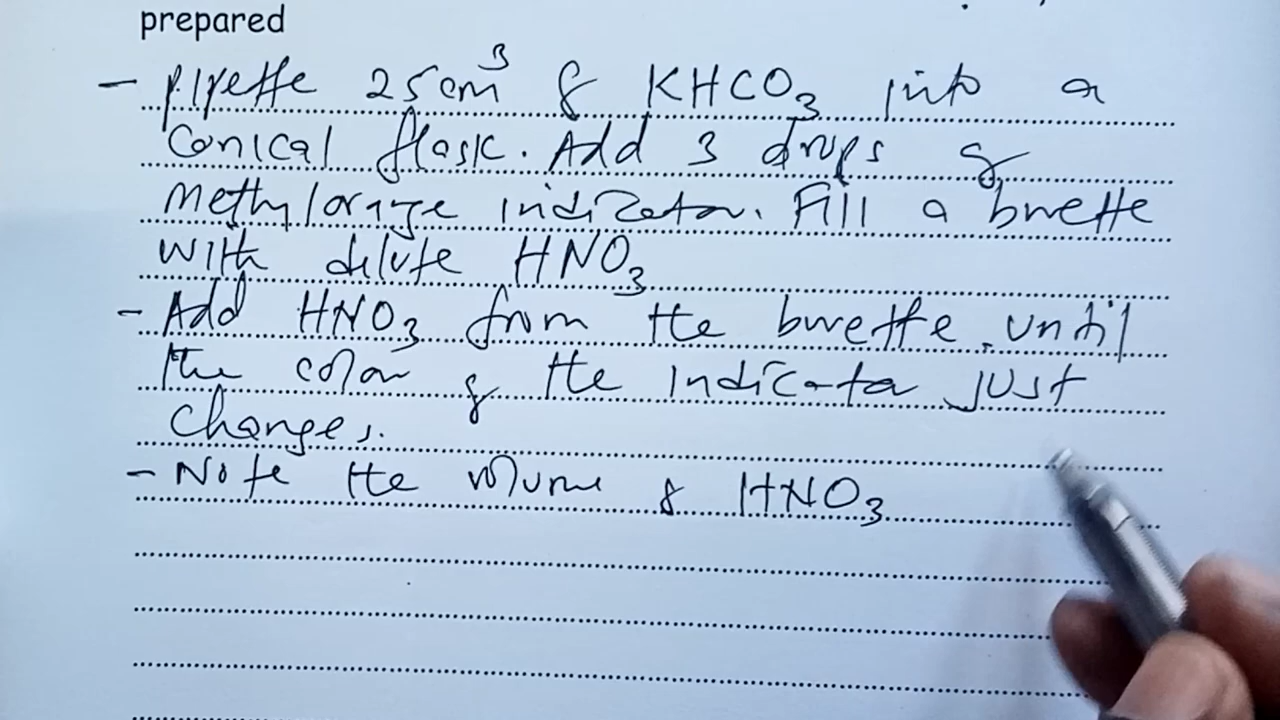 prepared
- pipette 25cm³ of KHCO₃ into a
Conical flask. Add 3 drops of
Methyl orange indicator. Fill a burette
with dilute HNO₃
- Add HNO₃ from the burette until
the colour of the indicator just
changes.
- Note the volume of HNO₃